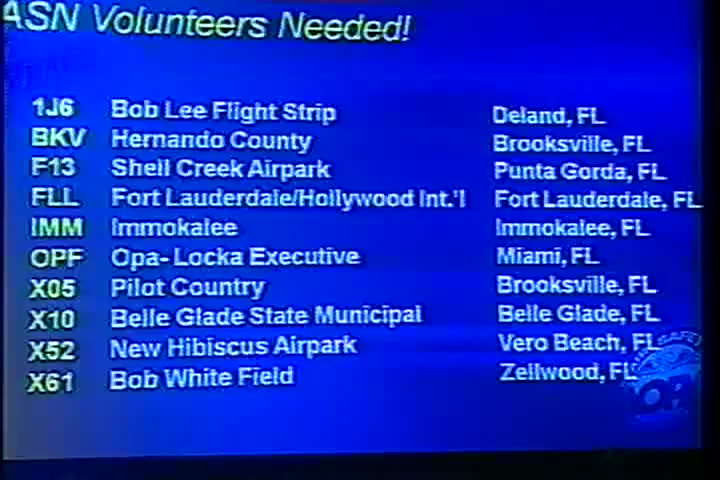 ASN Volunteers Needed!
1J6 Bob Lee Flight Strip Deland, FL
BKV Hernando County Brooksville, FL
F13 Shell Creek Airpark Punta Gorda, FL
FLL Fort Lauderdale/Hollywood Int.'l Fort Lauderdale, FL
IMM Immokalee Immokalee, FL
OPF Opa- Locka Executive Miami, FL
X05 Pilot Country Brooksville, FL
X10 Belle Glade State Municipal Belle Glade, FL
X52 New Hibiscus Airpark Vero Beach, FL
X61 Bob White Field Zellwood, FL